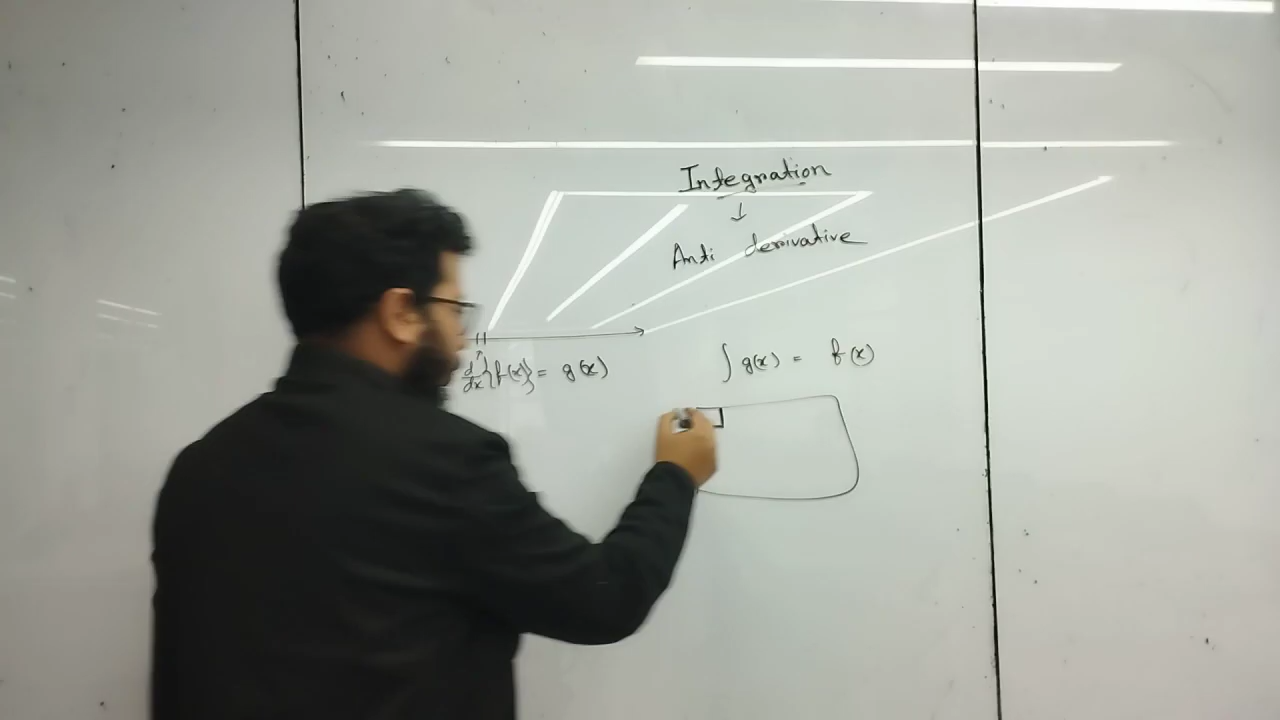 Integration
↓
Anti derivative
d/dx {f(x)} = g(x)
∫ g(x) = f(x)